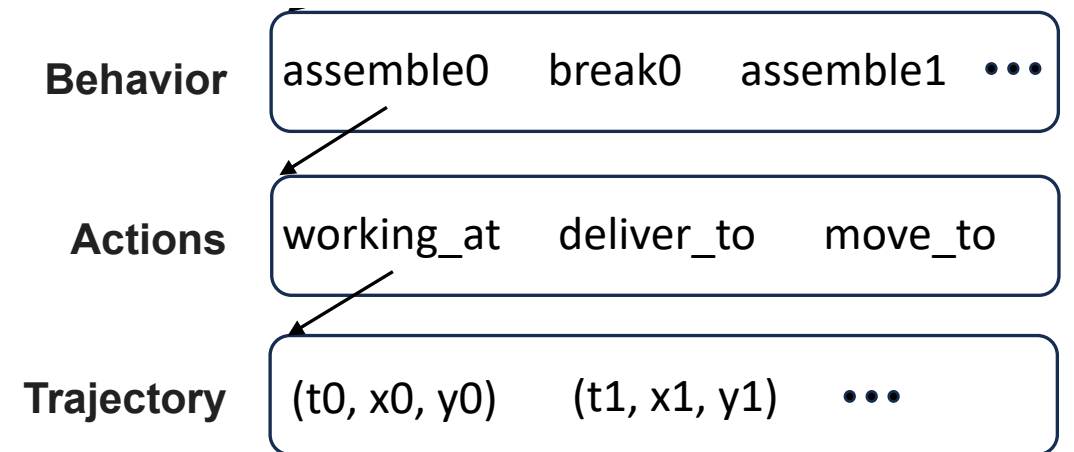 Behavior assemble0 break0 assemble1 •••
Actions working_at deliver_to move_to
Trajectory (t0, x0, y0) (t1, x1, y1) •••